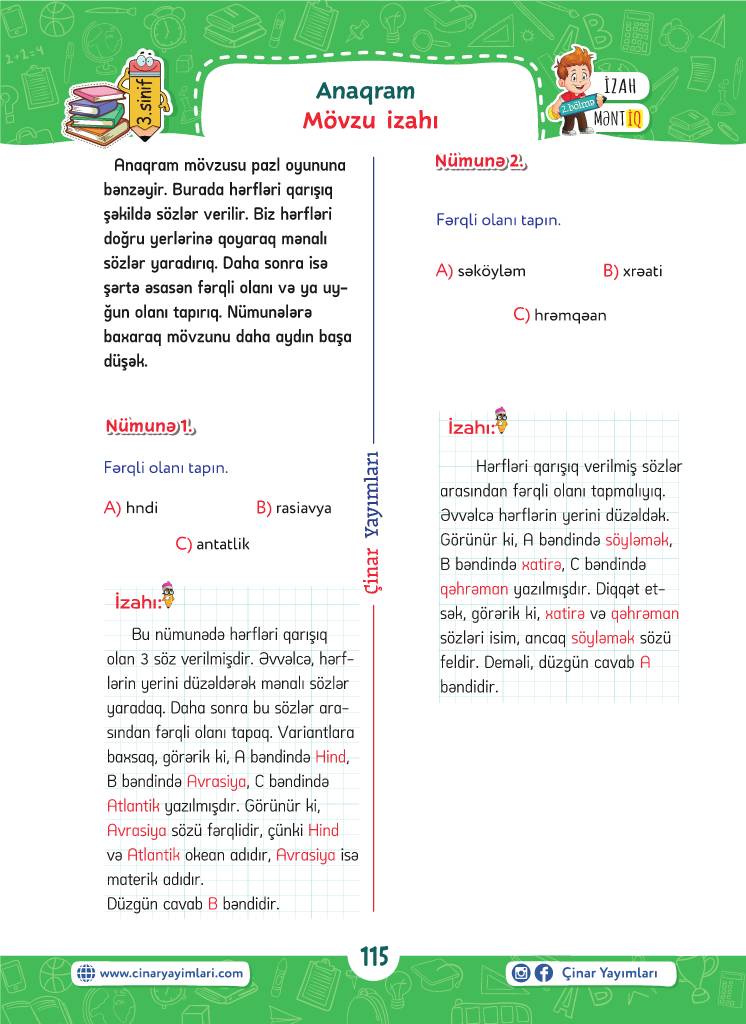 3. sinif
Anaqram
Mövzu izahı
2. bölmə
İZAH
MƏNTİQ
Anaqram mövzusu pazl oyununa
bənzəyir. Burada hərfləri qarışıq
şəkildə sözlər verilir. Biz hərfləri
doğru yerlərinə qoyaraq mənalı
sözlər yaradırıq. Daha sonra isə
şərtə əsasən fərqli olanı və ya uy-
ğun olanı tapırıq. Nümunələrə
baxaraq mövzunu daha aydın başa
düşək.
Nümunə 1.
Fərqli olanı tapın.
A) hndi B) rasiavya
C) antatlik
İzahı:
Bu nümunədə hərfləri qarışıq
olan 3 söz verilmişdir. Əvvəlcə, hərf-
lərin yerini düzəldərək mənalı sözlər
yaradaq. Daha sonra bu sözlər ara-
sından fərqli olanı tapaq. Variantlara
baxsaq, görərik ki, A bəndində Hind,
B bəndində Avrasiya, C bəndində
Atlantik yazılmışdır. Görünür ki,
Avrasiya sözü fərqlidir, çünki Hind
və Atlantik okean adıdır, Avrasiya isə
materik adıdır.
Düzgün cavab B bəndidir.
Çinar Yayımları
Nümunə 2.
Fərqli olanı tapın.
A) səköyləm B) xrəati
C) hrəmqəan
İzahı:
Hərfləri qarışıq verilmiş sözlər
arasından fərqli olanı tapmalıyıq.
Əvvəlcə hərflərin yerini düzəldək.
Görünür ki, A bəndində söyləmək,
B bəndində xatirə, C bəndində
qəhrəman yazılmışdır. Diqqət et-
sək, görərik ki, xatirə və qəhrəman
sözləri isim, ancaq söyləmək sözü
feldir. Deməli, düzgün cavab A
bəndidir.
115
www.cinaryayimlari.com
Çinar Yayımları